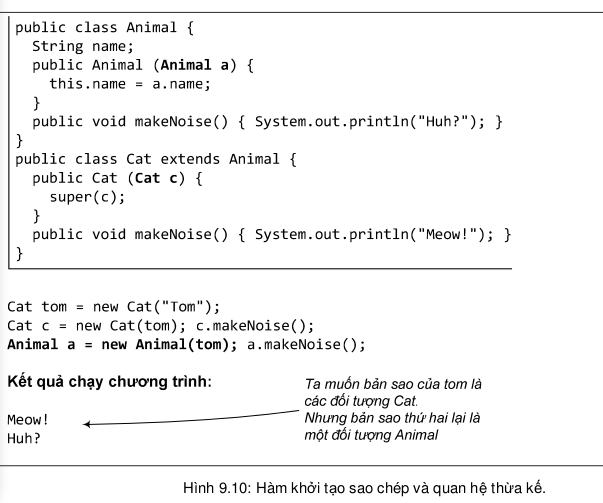 public class Animal {
String name;
public Animal (Animal a) {
this.name = a.name;
}
public void makeNoise() { System.out.println("Huh?"); }
}
public class Cat extends Animal {
public Cat (Cat c) {
super(c);
}
public void makeNoise() { System.out.println("Meow!"); }
}
Cat tom = new Cat("Tom");
Cat c = new Cat(tom); c.makeNoise();
Animal a = new Animal(tom); a.makeNoise();
Kết quả chạy chương trình:
Meow!
Huh?
Ta muốn bản sao của tom là
các đối tượng Cat.
Nhưng bản sao thứ hai lại là
một đối tượng Animal
Hình 9.10: Hàm khởi tạo sao chép và quan hệ thừa kế.